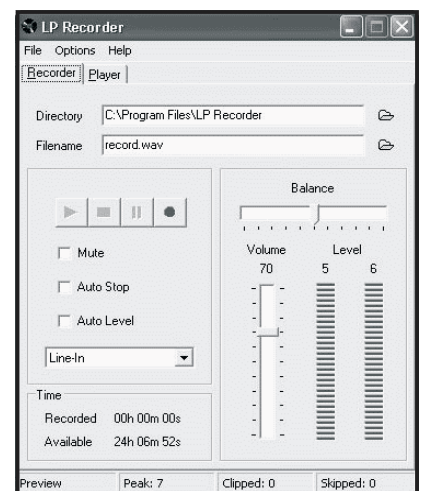 LP Recorder
File Options Help
Recorder Player
Directory C:\Program Files\LP Recorder
Filename record.wav
Balance
Mute
Auto Stop
Auto Level
Line-In
Volume Level
70 5 6
Time
Recorded 00h 00m 00s
Available 24h 06m 52s
Preview Peak: 7 Clipped: 0 Skipped: 0